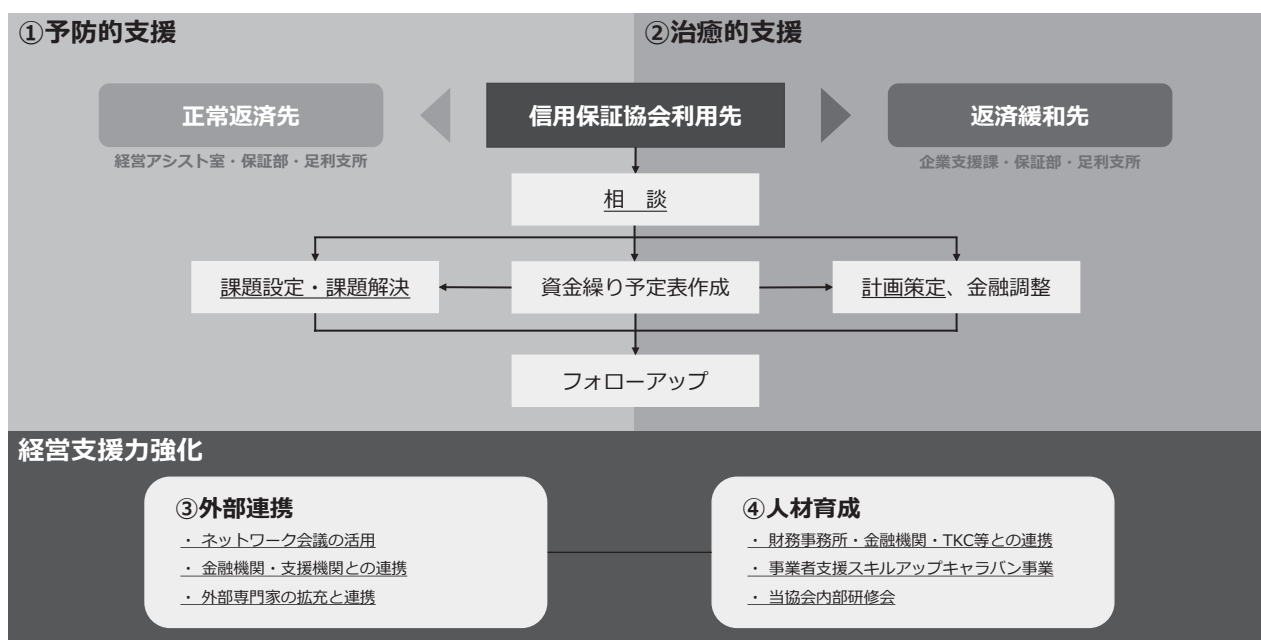 ①予防的支援
②治癒的支援
正常返済先
信用保証協会利用先
返済緩和先
経営アシスト室・保証部・足利支所
企業支援課・保証部・足利支所
相　談
課題設定・課題解決
資金繰り予定表作成
計画策定、金融調整
フォローアップ
経営支援力強化
③外部連携
・ ネットワーク会議の活用
・ 金融機関・支援機関との連携
・ 外部専門家の拡充と連携
④人材育成
・ 財務事務所・金融機関・TKC等との連携
・ 事業者支援スキルアップキャラバン事業
・ 当協会内部研修会